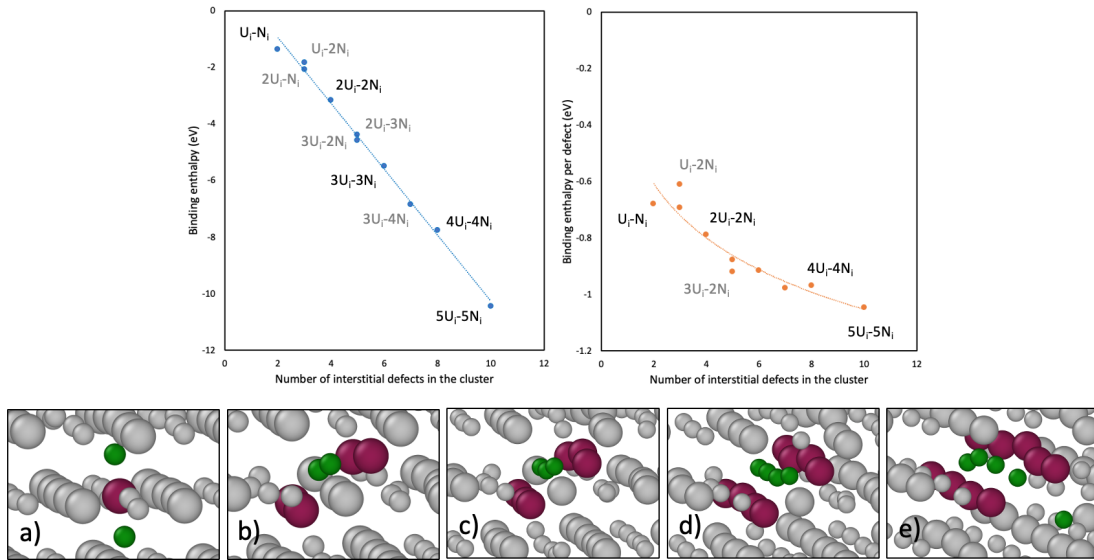 0
-2
-4
-6
-8
-10
-12
Binding enthalpy (eV)
Uᵢ-Nᵢ
Uᵢ-2Nᵢ
2Uᵢ-Nᵢ
2Uᵢ-2Nᵢ
2Uᵢ-3Nᵢ
3Uᵢ-2Nᵢ
3Uᵢ-3Nᵢ
3Uᵢ-4Nᵢ
4Uᵢ-4Nᵢ
5Uᵢ-5Nᵢ
0 2 4 6 8 10 12
Number of interstitial defects in the cluster
0
-0.2
-0.4
-0.6
-0.8
-1
-1.2
Binding enthalpy per defect (eV)
Uᵢ-2Nᵢ
Uᵢ-Nᵢ
2Uᵢ-2Nᵢ
3Uᵢ-2Nᵢ
4Uᵢ-4Nᵢ
5Uᵢ-5Nᵢ
0 2 4 6 8 10 12
Number of interstitial defects in the cluster
a)
b)
c)
d)
e)